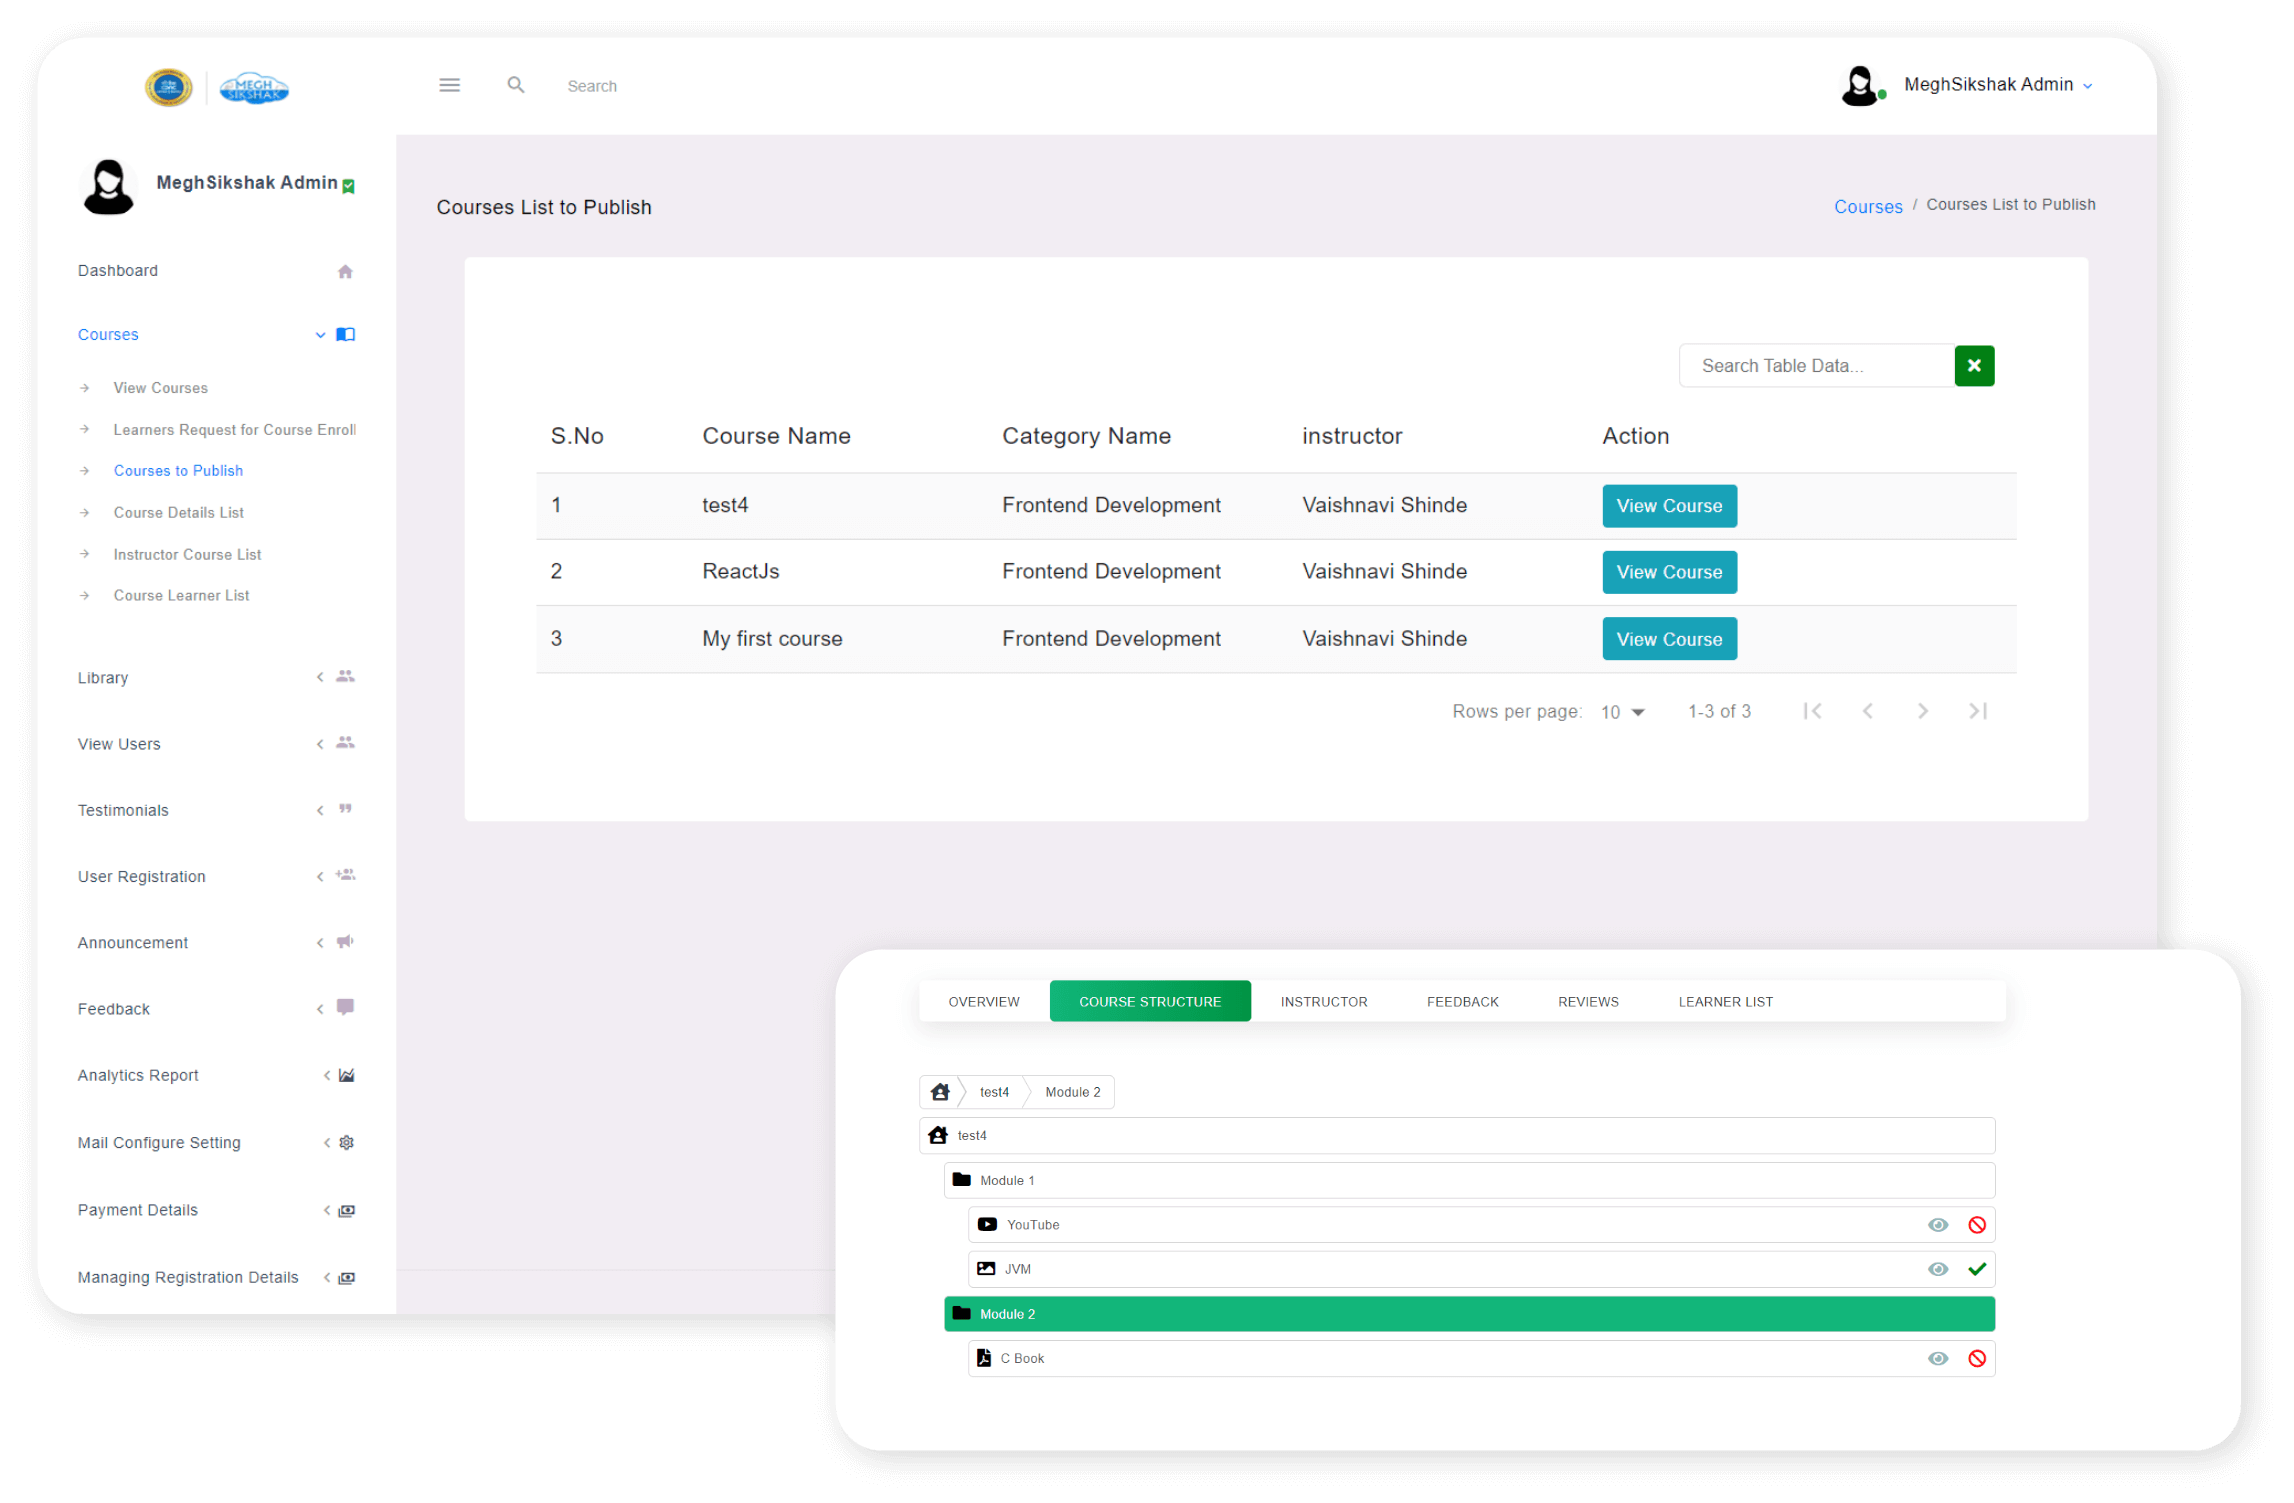 MEGH
SIKSHAK
Search
MeghSikshak Admin
MeghSikshak Admin
Dashboard
Courses
View Courses
Learners Request for Course Enroll
Courses to Publish
Course Details List
Instructor Course List
Course Learner List
Library
View Users
Testimonials
User Registration
Announcement
Feedback
Analytics Report
Mail Configure Setting
Payment Details
Managing Registration Details
Courses List to Publish
Courses / Courses List to Publish
Search Table Data...
S.No Course Name Category Name instructor Action
1 test4 Frontend Development Vaishnavi Shinde View Course
2 ReactJs Frontend Development Vaishnavi Shinde View Course
3 My first course Frontend Development Vaishnavi Shinde View Course
Rows per page: 10 1-3 of 3
OVERVIEW COURSE STRUCTURE INSTRUCTOR FEEDBACK REVIEWS LEARNER LIST
test4 Module 2
test4
Module 1
YouTube
JVM
Module 2
C Book